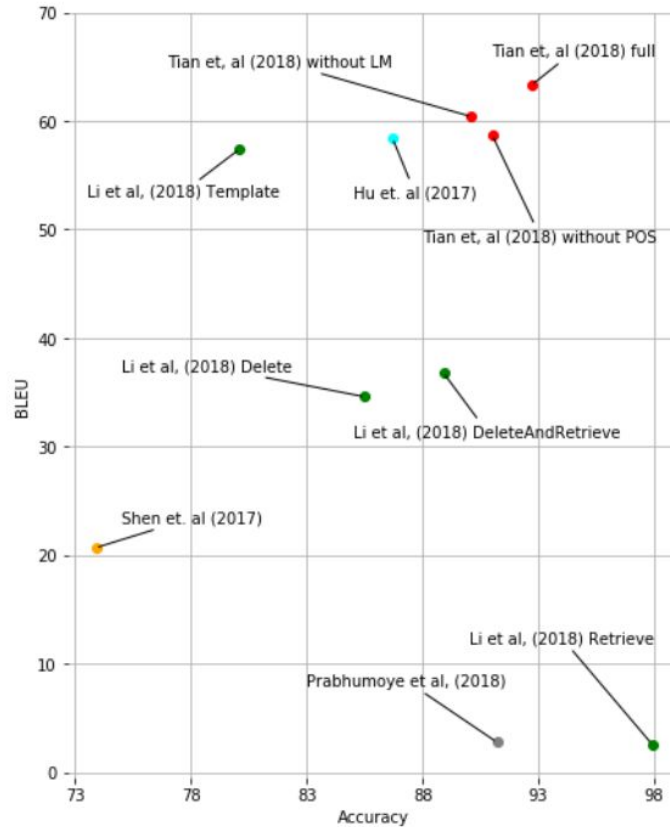 70
Tian et, al (2018) full
Tian et, al (2018) without LM
60
Li et al, (2018) Template
Hu et. al (2017)
50
Tian et, al (2018) without POS
40
Li et al, (2018) Delete
BLEU
Li et al, (2018) DeleteAndRetrieve
30
Shen et. al (2017)
20
Li et al, (2018) Retrieve
10
Prabhumoye et al, (2018)
0
73 78 83 88 93 98
Accuracy